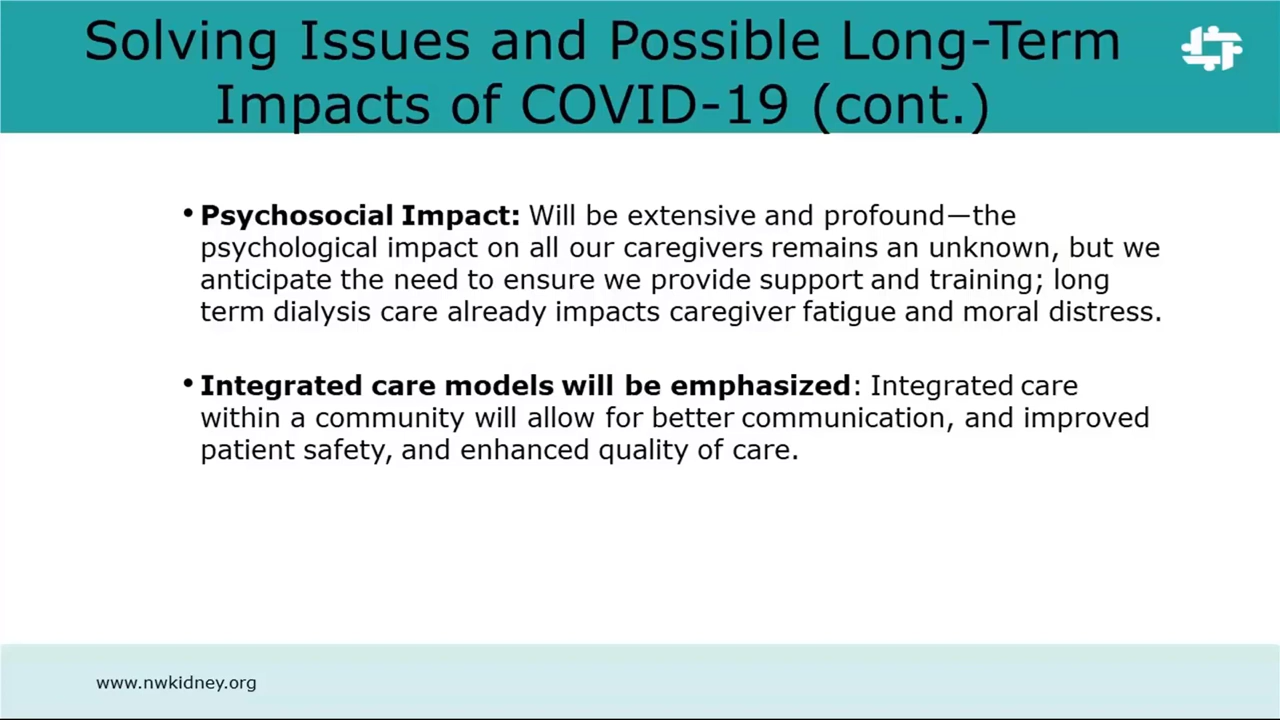 Solving Issues and Possible Long-Term
Impacts of COVID-19 (cont.)
•Psychosocial Impact: Will be extensive and profound—the
psychological impact on all our caregivers remains an unknown, but we
anticipate the need to ensure we provide support and training; long
term dialysis care already impacts caregiver fatigue and moral distress.
•Integrated care models will be emphasized: Integrated care
within a community will allow for better communication, and improved
patient safety, and enhanced quality of care.
www.nwkidney.org